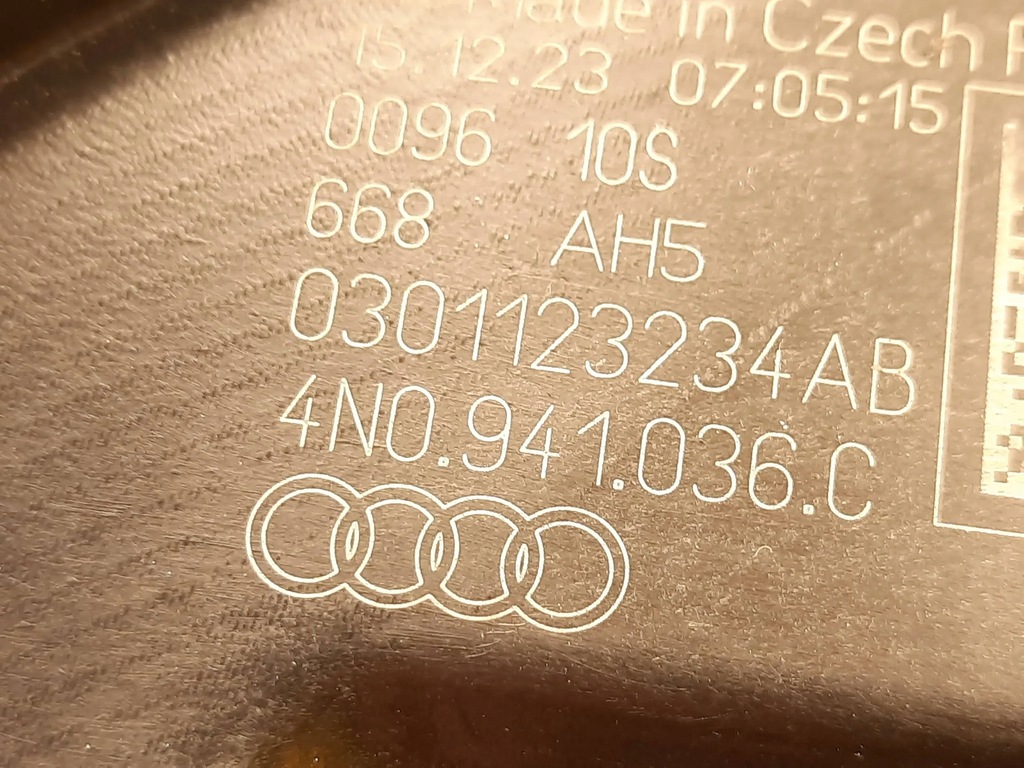 Made in Czech
15.12.23 07:05:15
0096 10S
668 AH5
0301123234AB
4N0.941.036.C